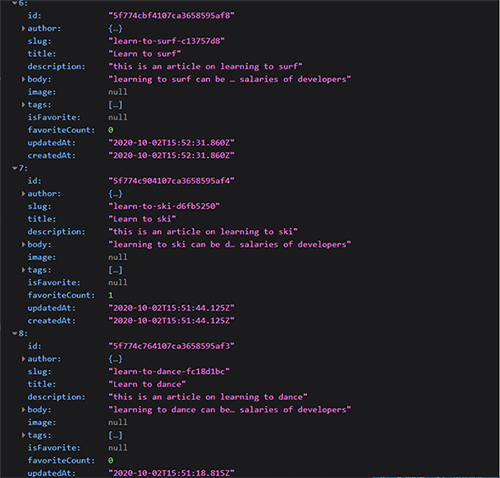 6:
id: "5f774cbf4107ca3658595af8"
author: {…}
slug: "learn-to-surf-c13757d8"
title: "Learn to surf"
description: "this is an article on learning to surf"
body: "learning to surf can be … salaries of developers"
image: null
tags: […]
isFavorite: null
favoriteCount: 0
updatedAt: "2020-10-02T15:52:31.860Z"
createdAt: "2020-10-02T15:52:31.860Z"
7:
id: "5f774c904107ca3658595af4"
author: {…}
slug: "learn-to-ski-d6fb5250"
title: "Learn to ski"
description: "this is an article on learning to ski"
body: "learning to ski can be d… salaries of developers"
image: null
tags: […]
isFavorite: null
favoriteCount: 1
updatedAt: "2020-10-02T15:51:44.125Z"
createdAt: "2020-10-02T15:51:44.125Z"
8:
id: "5f774c764107ca3658595af3"
author: {…}
slug: "learn-to-dance-fc18d1bc"
title: "Learn to dance"
description: "this is an article on learning to dance"
body: "learning to dance can be… salaries of developers"
image: null
tags: […]
isFavorite: null
favoriteCount: 0
updatedAt: "2020-10-02T15:51:18.815Z"